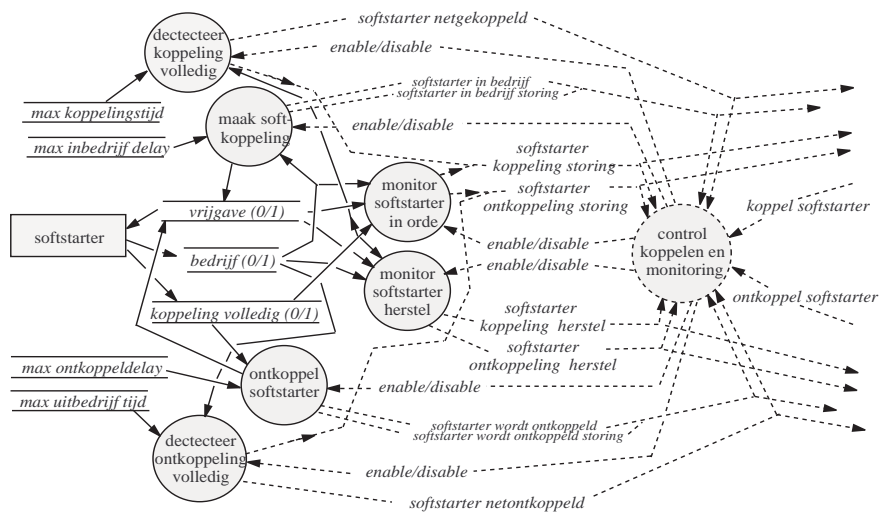 softstarter netgekoppeld
dectecteer
koppeling
volledig
enable/disable
softstarter in bedrijf
softstarter in bedrijf storing
max koppelingstijd
maak soft-
koppeling
enable/disable
max inbedrijf delay
softstarter
koppeling storing
monitor
softstarter
in orde
softstarter
ontkoppeling storing
koppel softstarter
vrijgave (0/1)
softstarter
control
koppelen en
monitoring
enable/disable
bedrijf (0/1)
enable/disable
monitor
softstarter
herstel
ontkoppel softstarter
koppeling volledig (0/1)
softstarter
koppeling herstel
softstarter
ontkoppeling herstel
max ontkoppeldelay
ontkoppel
softstarter
enable/disable
max uitbedrijf tijd
softstarter wordt ontkoppeld
softstarter wordt ontkoppeld storing
dectecteer
ontkoppeling
volledig
enable/disable
softstarter netontkoppeld